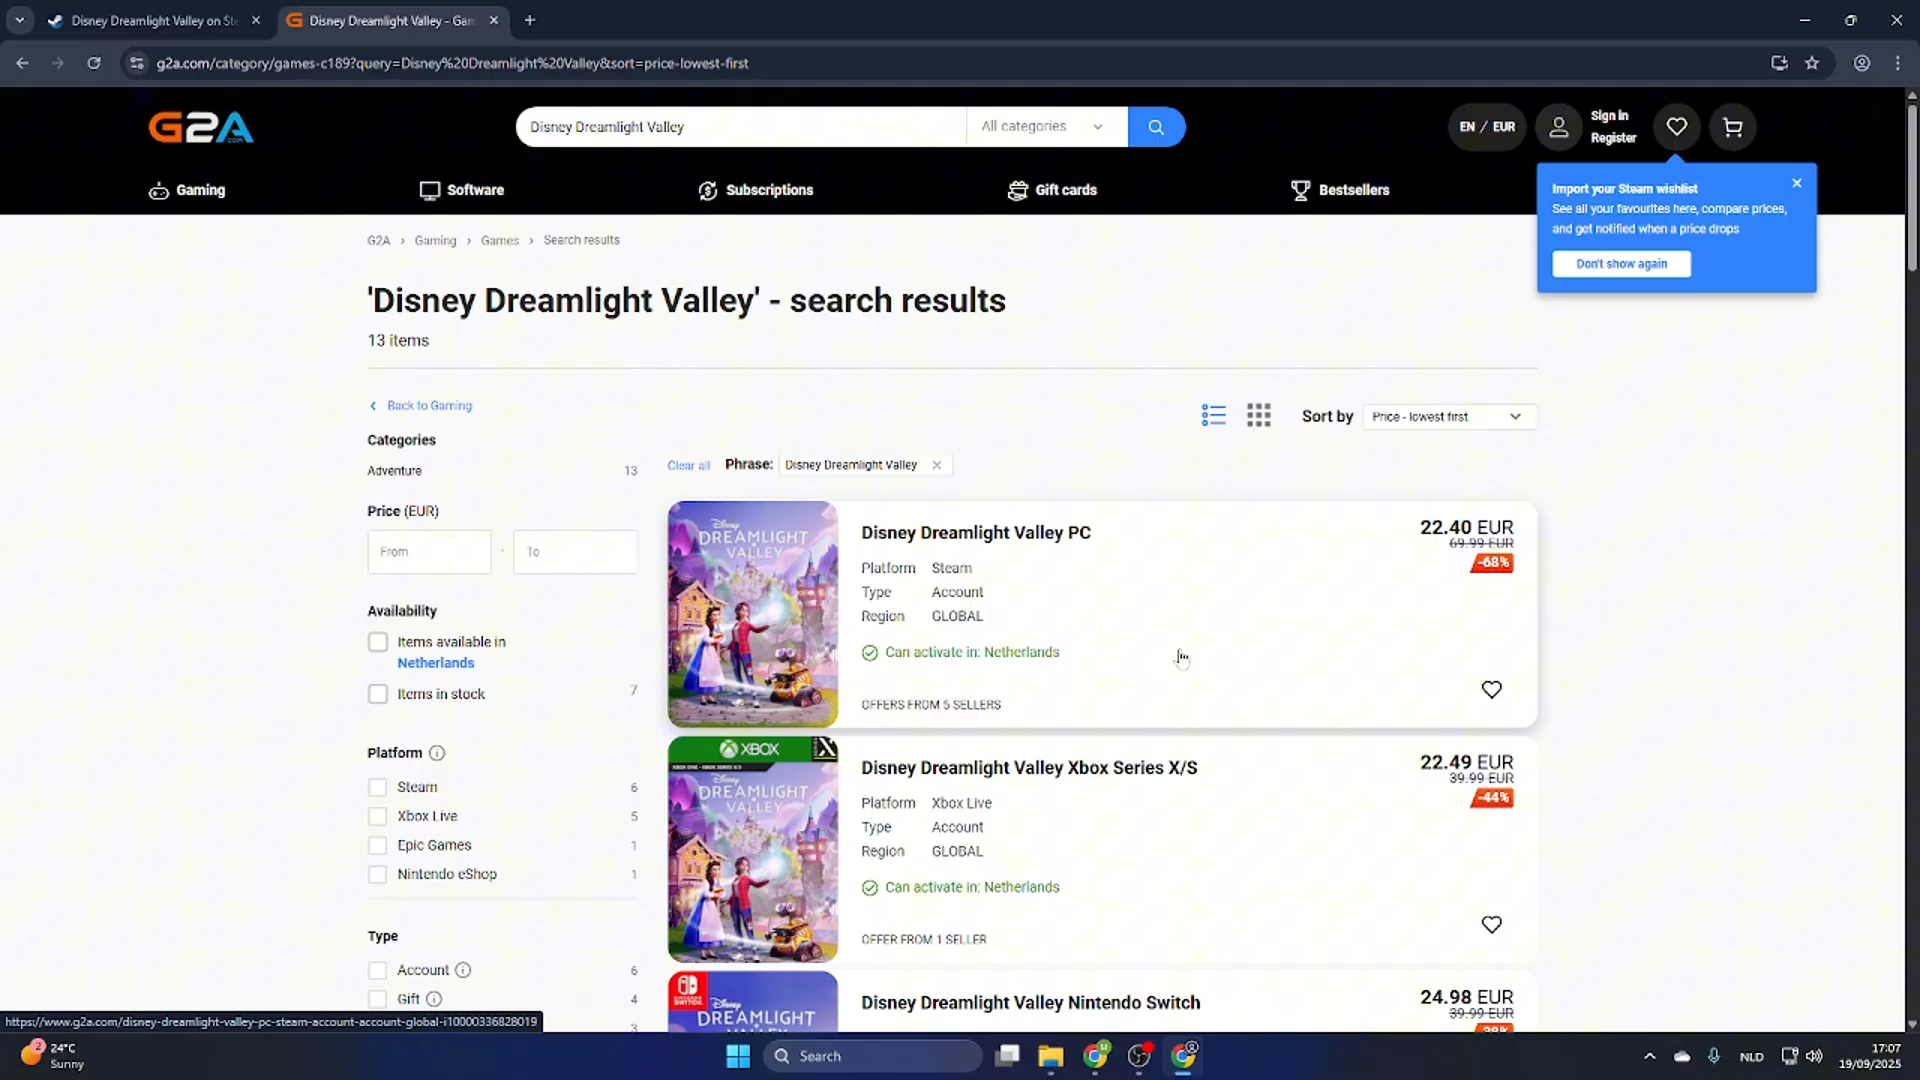 Disney Dreamlight Valley on St
Disney Dreamlight Valley - Gam
g2a.com/category/games-c189?query=Disney%20Dreamlight%20Valley&sort=price-lowest-first
G2A.COM
Disney Dreamlight Valley
All categories
EN / EUR
Sign in
Register
Gaming
Software
Subscriptions
Gift cards
Bestsellers
Import your Steam wishlist
See all your favourites here, compare prices,
and get notified when a price drops
Don't show again
G2A > Gaming > Games > Search results
'Disney Dreamlight Valley' - search results
13 items
Back to Gaming
Sort by
Price - lowest first
Categories
Adventure 13
Clear all
Phrase:
Disney Dreamlight Valley
Price (EUR)
From - To
Availability
Items available in
Netherlands
Items in stock 7
Platform
Steam 6
Xbox Live 5
Epic Games 1
Nintendo eShop 1
Type
Account 6
Gift 4
3
Disney
DREAMLIGHT
VALLEY
Disney Dreamlight Valley PC
Platform Steam
Type Account
Region GLOBAL
Can activate in: Netherlands
OFFERS FROM 5 SELLERS
22.40 EUR
69.99 EUR
-68%
XBOX
Disney
DREAMLIGHT
VALLEY
Disney Dreamlight Valley Xbox Series X/S
Platform Xbox Live
Type Account
Region GLOBAL
Can activate in: Netherlands
OFFER FROM 1 SELLER
22.49 EUR
39.99 EUR
-44%
NINTENDO
SWITCH
Disney
DREAMLIGHT
Disney Dreamlight Valley Nintendo Switch
24.98 EUR
39.99 EUR
-38%
https://www.g2a.com/disney-dreamlight-valley-pc-steam-account-account-global-i10000336828019
2
24°C
Sunny
Search
NLD
17:07
19/09/2025